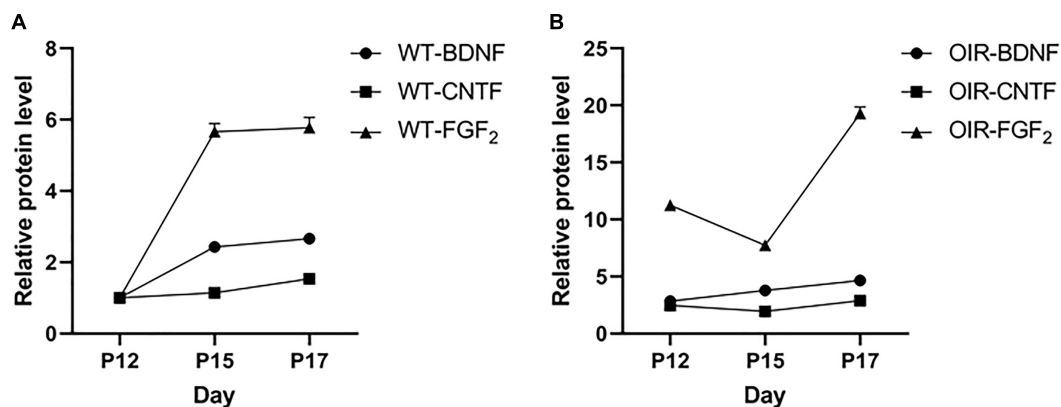 A
Relative protein level
8
6
4
2
0
P12 P15 P17
Day
WT-BDNF
WT-CNTF
WT-FGF₂
B
Relative protein level
25
20
15
10
5
0
P12 P15 P17
Day
OIR-BDNF
OIR-CNTF
OIR-FGF₂